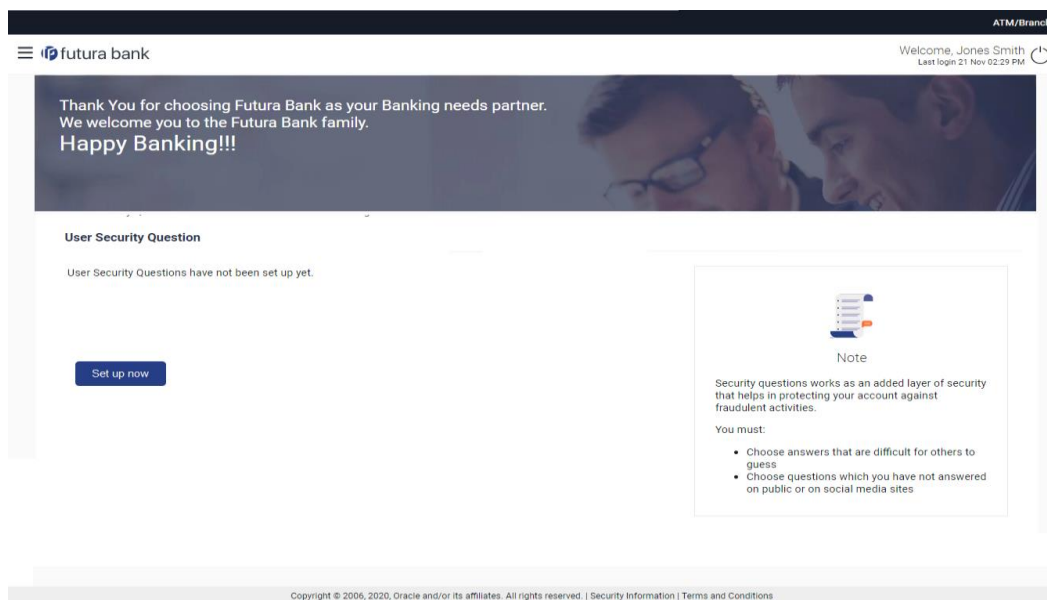 ATM/Branch
futura bank
Welcome, Jones Smith
Last login 21 Nov 02:29 PM
Thank You for choosing Futura Bank as your Banking needs partner.
We welcome you to the Futura Bank family.
Happy Banking!!!
User Security Question
User Security Questions have not been set up yet.
Set up now
Note
Security questions works as an added layer of security
that helps in protecting your account against
fraudulent activities.
You must:
• Choose answers that are difficult for others to
guess
• Choose questions which you have not answered
on public or on social media sites
Copyright © 2006, 2020, Oracle and/or its affiliates. All rights reserved. | Security Information | Terms and Conditions